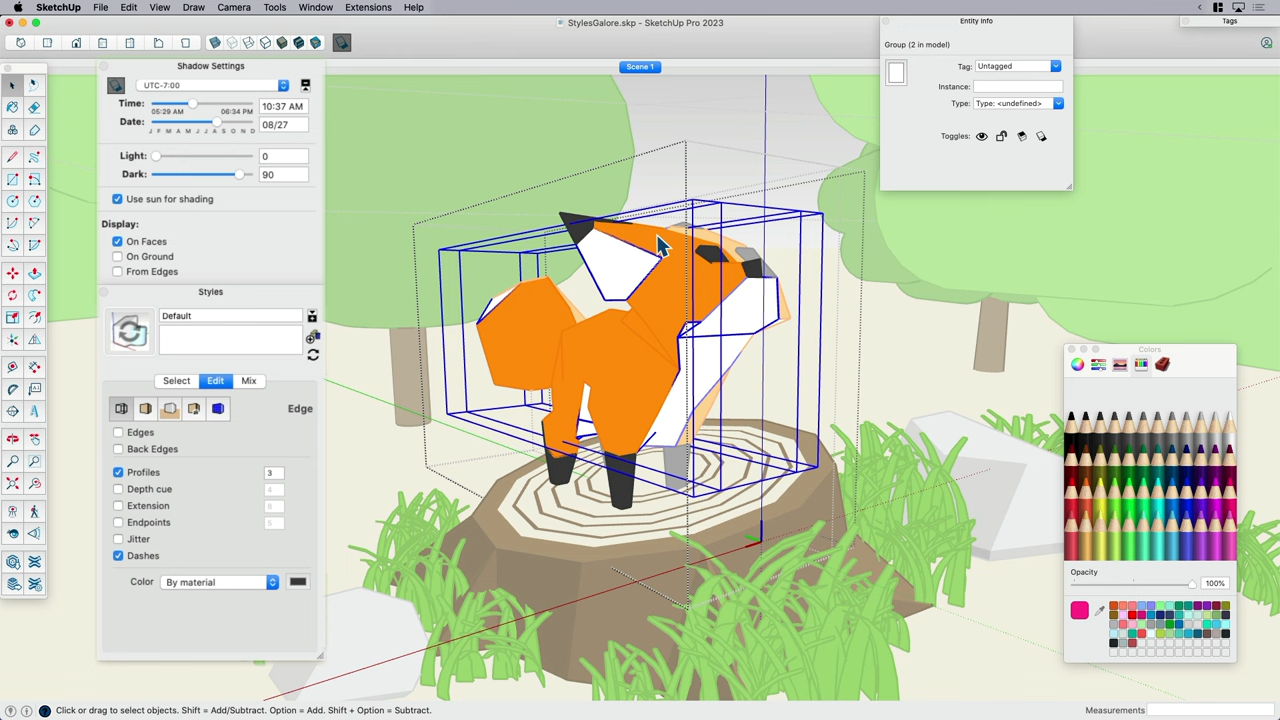 SketchUp File Edit View Draw Camera Tools Window Extensions Help
StylesGalore.skp - SketchUp Pro 2023
Entity Info
Tags
Group (2 in model)
Tag: Untagged
Instance:
Type: Type: <undefined>
Toggles:
Scene 1
Shadow Settings
UTC-7:00
Time: 10:37 AM
05:29 AM 06:34 PM
Date: 08/27
J F M A M J J A S O N D
Light: 0
Dark: 90
Use sun for shading
Display:
On Faces
On Ground
From Edges
Styles
Default
Select Edit Mix
Edge
Edges
Back Edges
Profiles 3
Depth cue 4
Extension 6
Endpoints 5
Jitter
Dashes
Color By material
Colors
Opacity
100%
Click or drag to select objects. Shift = Add/Subtract. Option = Add. Shift + Option = Subtract.
Measurements